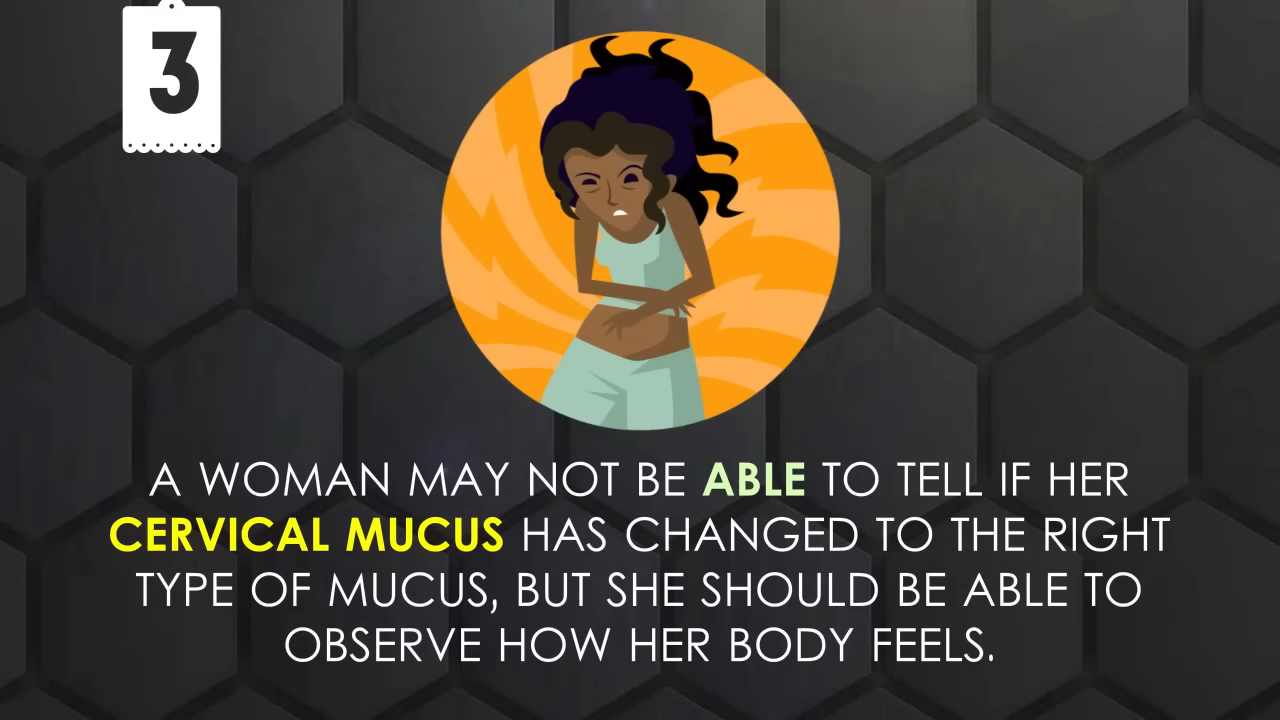 3
A WOMAN MAY NOT BE ABLE TO TELL IF HER
CERVICAL MUCUS HAS CHANGED TO THE RIGHT
TYPE OF MUCUS, BUT SHE SHOULD BE ABLE TO
OBSERVE HOW HER BODY FEELS.